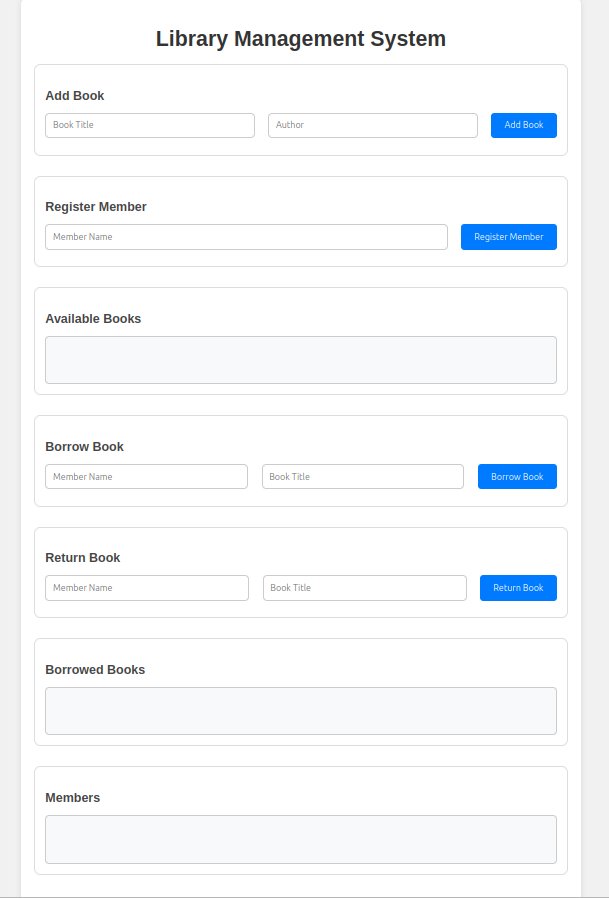 Library Management System
Add Book
Book Title Author Add Book
Register Member
Member Name Register Member
Available Books
Borrow Book
Member Name Book Title Borrow Book
Return Book
Member Name Book Title Return Book
Borrowed Books
Members